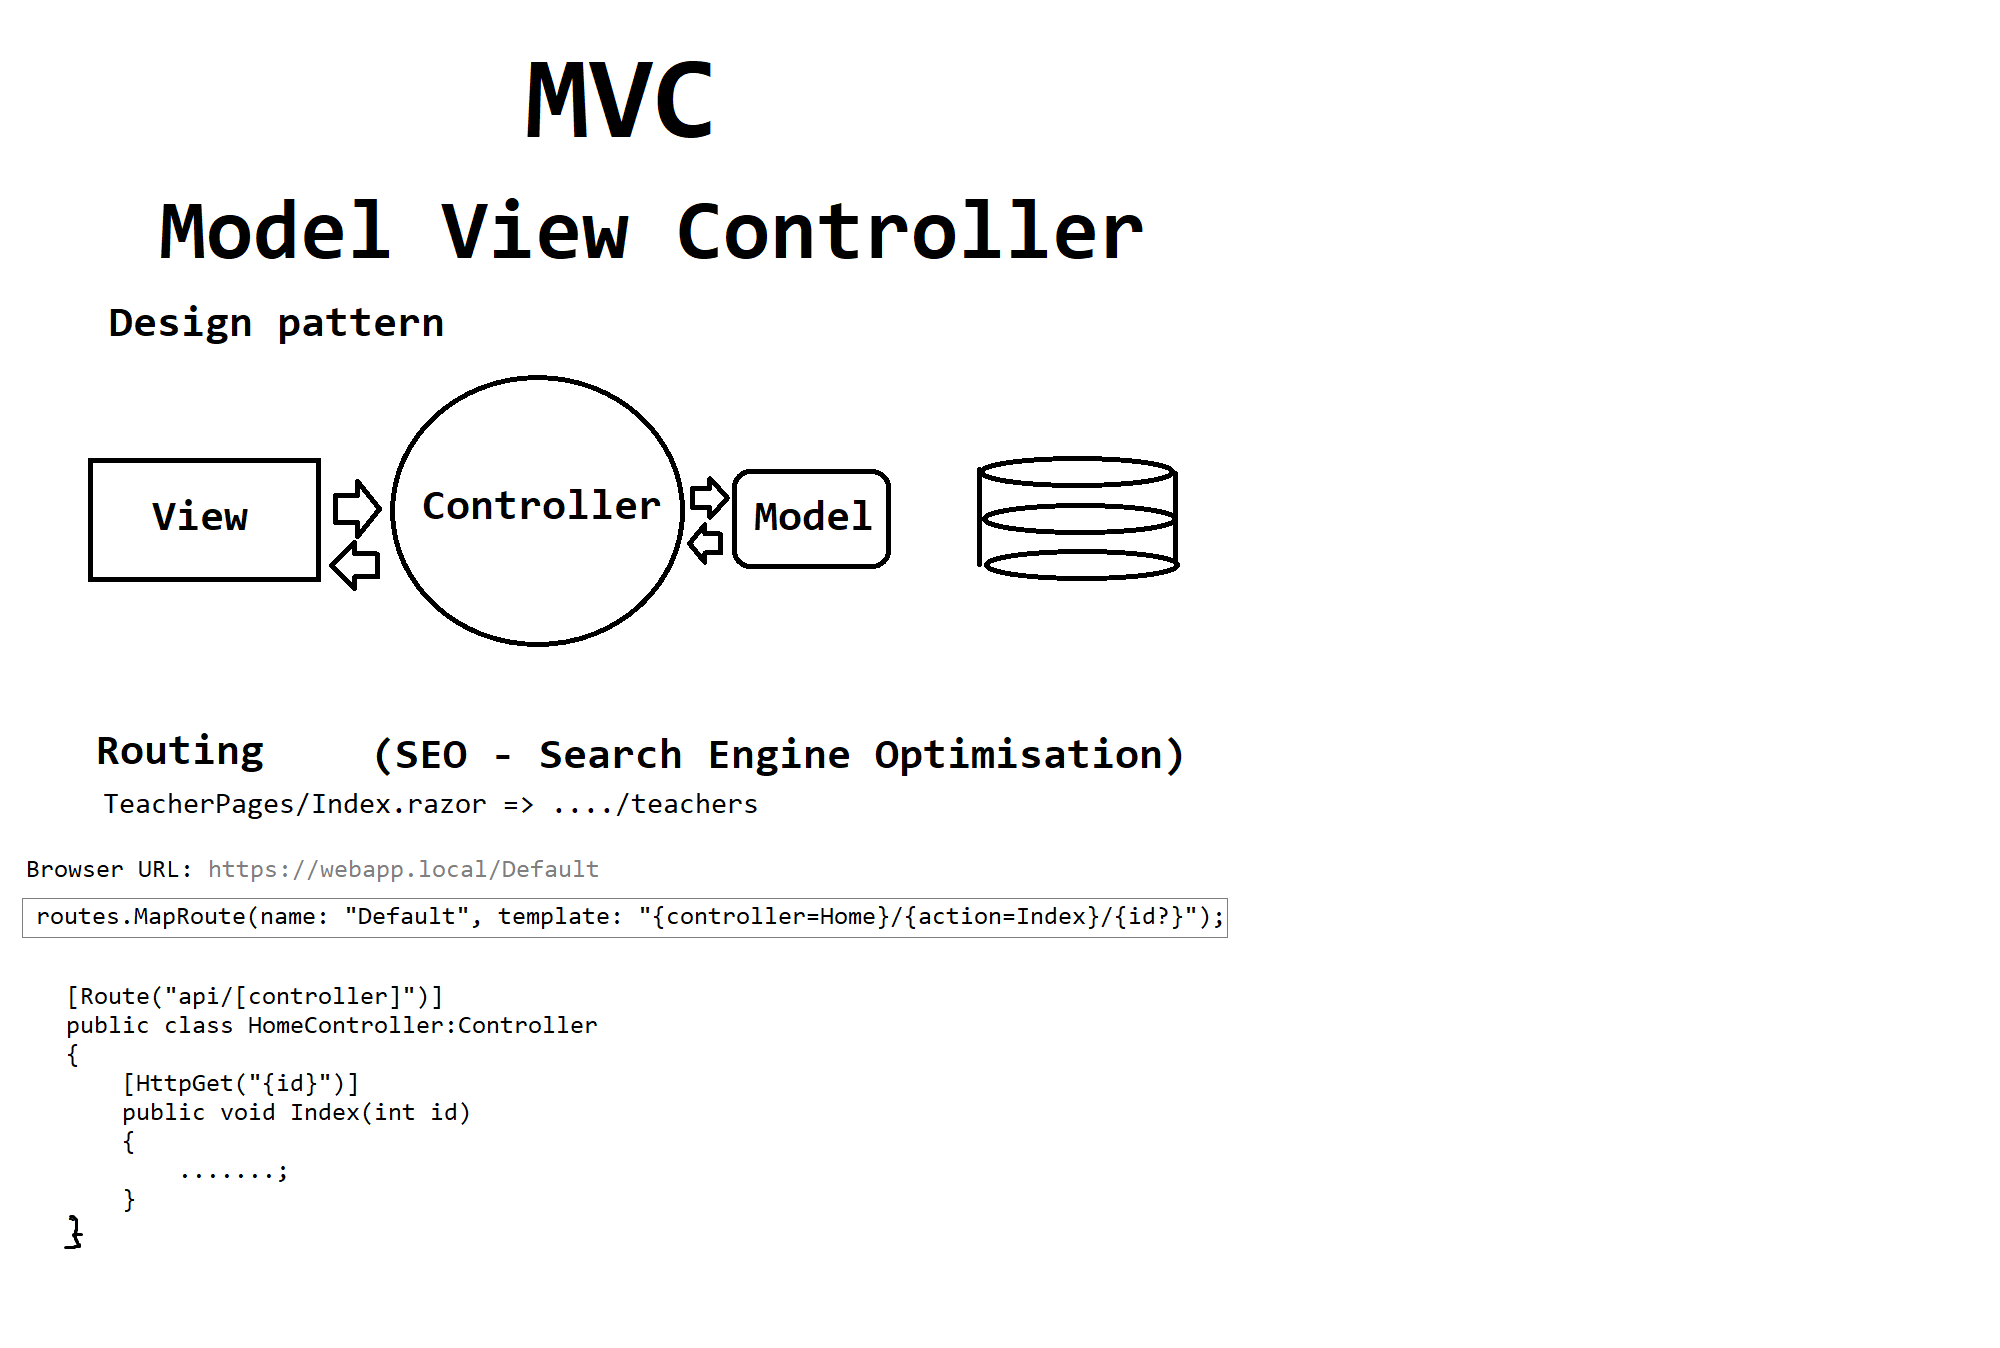 MVC
Model View Controller
Design pattern
View
Controller
Model
Routing (SEO - Search Engine Optimisation)
TeacherPages/Index.razor => ..../teachers
Browser URL: https://webapp.local/Default
routes.MapRoute(name: "Default", template: "{controller=Home}/{action=Index}/{id?}");
[Route("api/[controller]")]
public class HomeController:Controller
{
    [HttpGet("{id}")]
    public void Index(int id)
    {
        .......;
    }
}